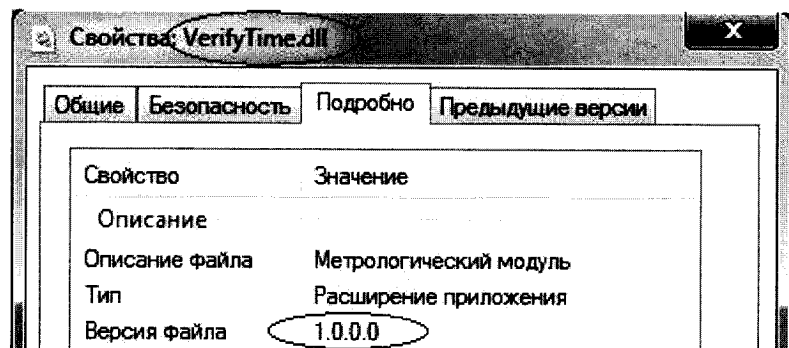 Свойства: VerifyTime.dll
x
Общие Безопасность Подробно Предыдущие версии
Свойство Значение
Описание
Описание файла Метрологический модуль
Тип Расширение приложения
Версия файла 1.0.0.0